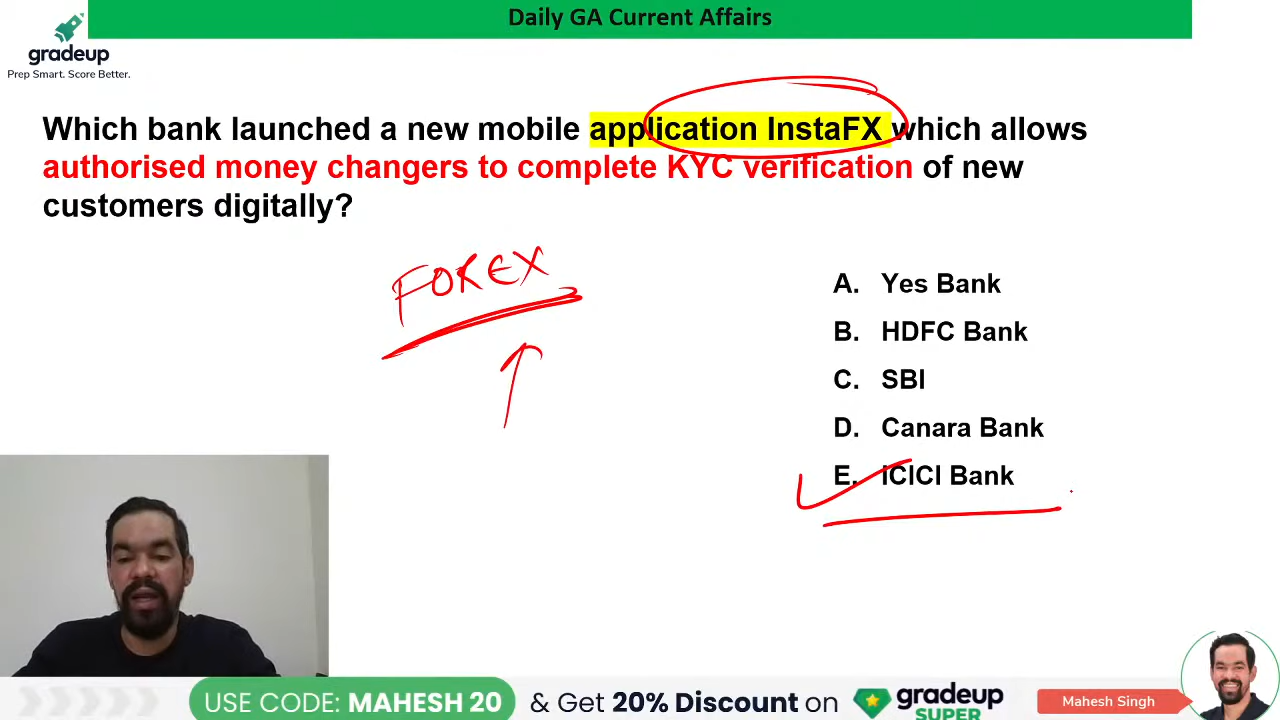 Daily GA Current Affairs
gradeup
Prep Smart. Score Better.
Which bank launched a new mobile application InstaFX which allows
authorised money changers to complete KYC verification of new
customers digitally?
FOREX
A. Yes Bank
B. HDFC Bank
C. SBI
D. Canara Bank
E. ICICI Bank
USE CODE: MAHESH 20 & Get 20% Discount on gradeup SUPER
Mahesh Singh